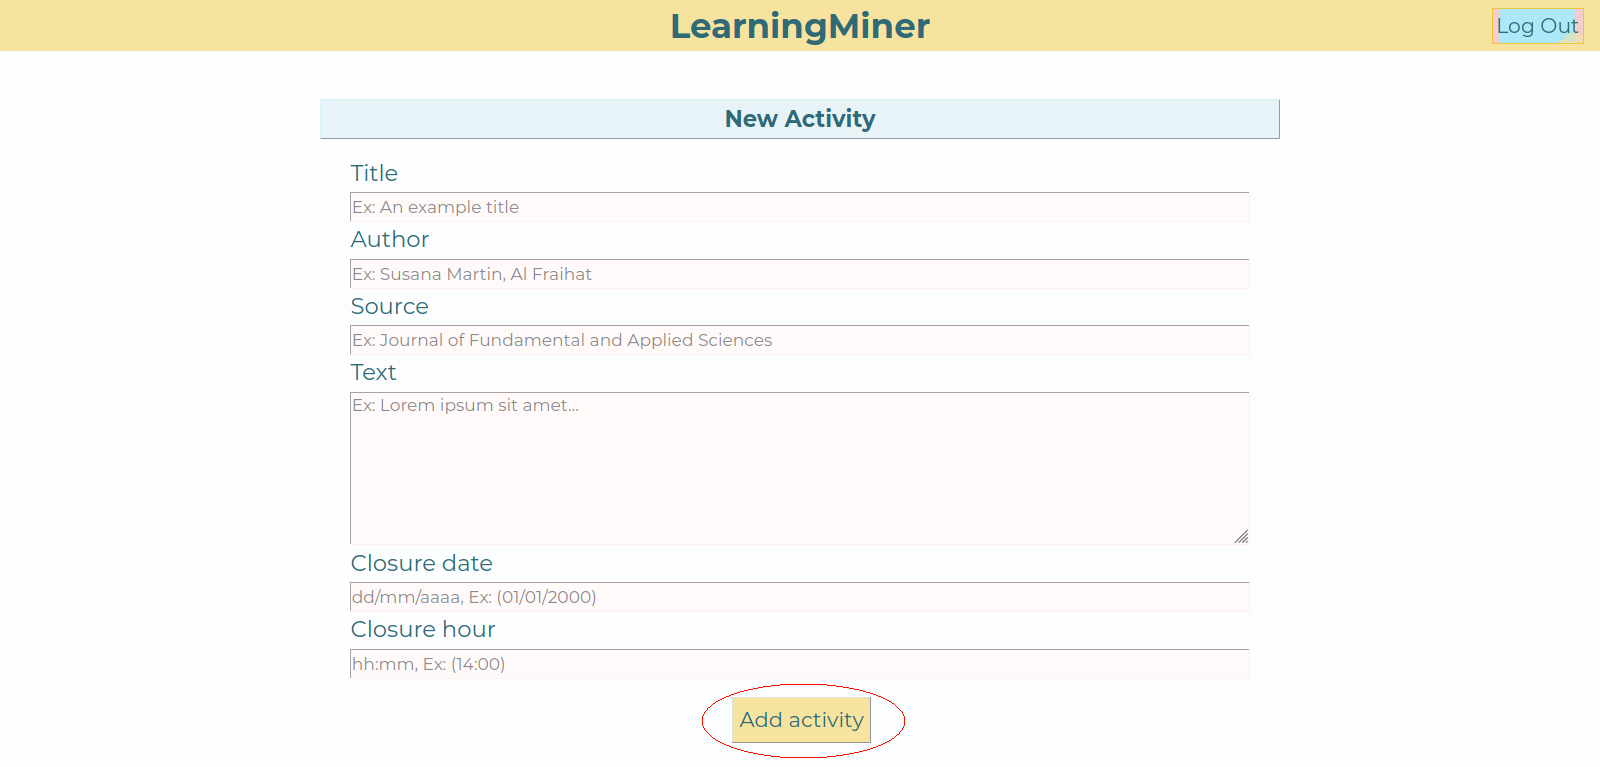 LearningMiner
Log Out
New Activity
Title
Ex: An example title
Author
Ex: Susana Martin, Al Fraihat
Source
Ex: Journal of Fundamental and Applied Sciences
Text
Ex: Lorem ipsum sit amet...
Closure date
dd/mm/aaaa, Ex: (01/01/2000)
Closure hour
hh:mm, Ex: (14:00)
Add activity